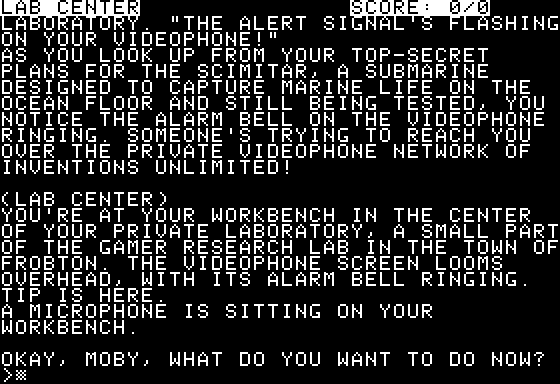 LAB CENTER SCORE: 0/0
LABORATORY. "THE ALERT SIGNAL'S FLASHING
ON YOUR VIDEOPHONE!"
AS YOU LOOK UP FROM YOUR TOP-SECRET
PLANS FOR THE SCIMITAR, A SUBMARINE
DESIGNED TO CAPTURE MARINE LIFE ON THE
OCEAN FLOOR AND STILL BEING TESTED, YOU
NOTICE THE ALARM BELL ON THE VIDEOPHONE
RINGING. SOMEONE'S TRYING TO REACH YOU
OVER THE PRIVATE VIDEOPHONE NETWORK OF
INVENTIONS UNLIMITED!

(LAB CENTER)
YOU'RE AT YOUR WORKBENCH IN THE CENTER
OF YOUR PRIVATE LABORATORY, A SMALL PART
OF THE GAMER RESEARCH LAB IN THE TOWN OF
FROBTON. THE VIDEOPHONE SCREEN LOOMS
OVERHEAD, WITH ITS ALARM BELL RINGING.
TIP IS HERE.
A MICROPHONE IS SITTING ON YOUR
WORKBENCH.

OKAY, MOBY, WHAT DO YOU WANT TO DO NOW?
>